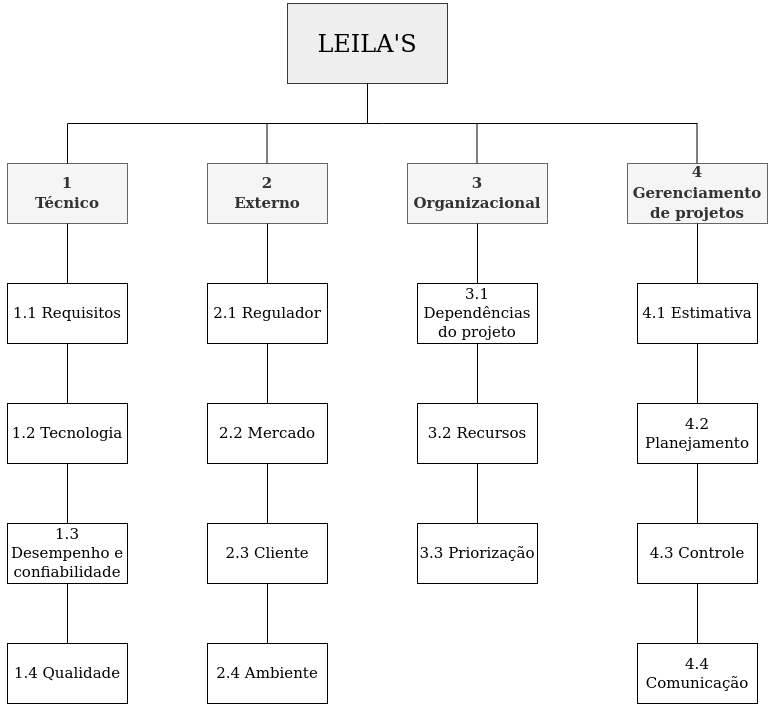 LEILA'S
1
Técnico
2
Externo
3
Organizacional
4
Gerenciamento
de projetos
1.1 Requisitos
2.1 Regulador
3.1
Dependências
do projeto
4.1 Estimativa
1.2 Tecnologia
2.2 Mercado
3.2 Recursos
4.2
Planejamento
1.3
Desempenho e
confiabilidade
2.3 Cliente
3.3 Priorização
4.3 Controle
1.4 Qualidade
2.4 Ambiente
4.4
Comunicação